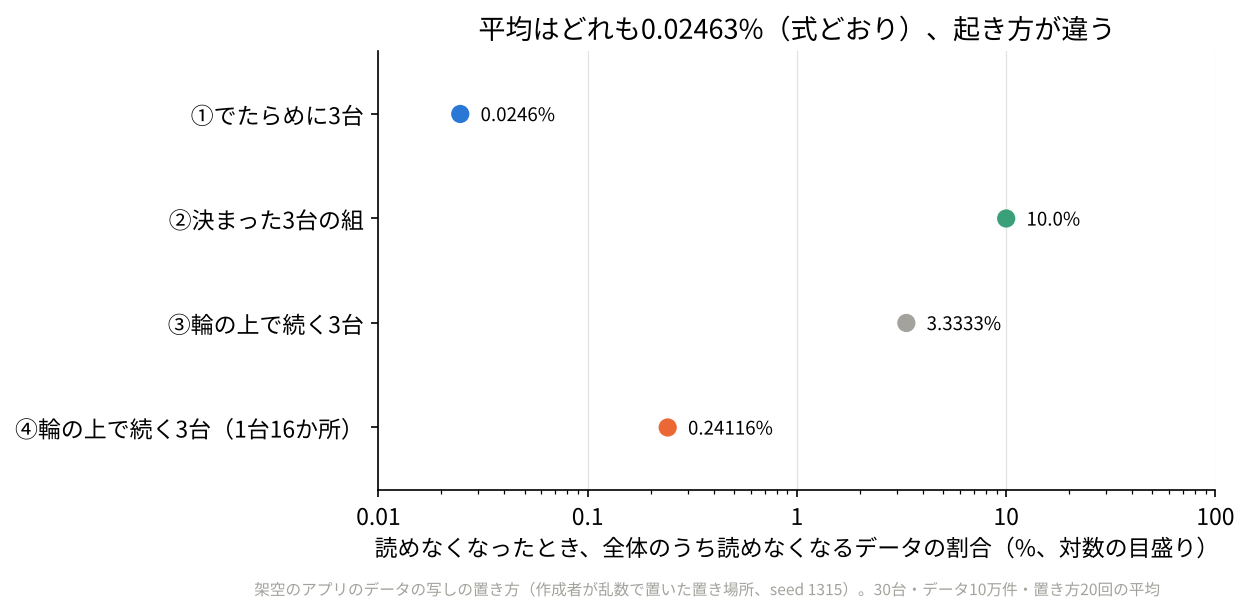 平均はどれも0.02463%（式どおり）、起き方が違う
①でたらめに3台
0.0246%
②決まった3台の組
10.0%
③輪の上で続く3台
3.3333%
④輪の上で続く3台（1台16か所）
0.24116%
0.01 0.1 1 10 100
読めなくなったとき、全体のうち読めなくなるデータの割合（%、対数の目盛り）
架空のアプリのデータの写しの置き方（作成者が乱数で置いた置き場所、seed 1315）。30台・データ10万件・置き方20回の平均